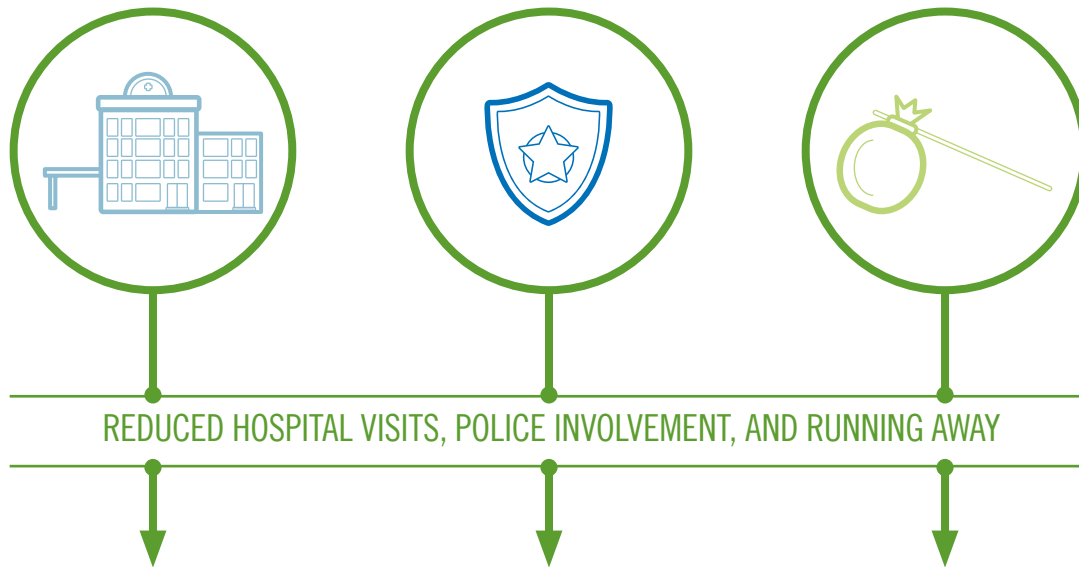 REDUCED HOSPITAL VISITS, POLICE INVOLVEMENT, AND RUNNING AWAY